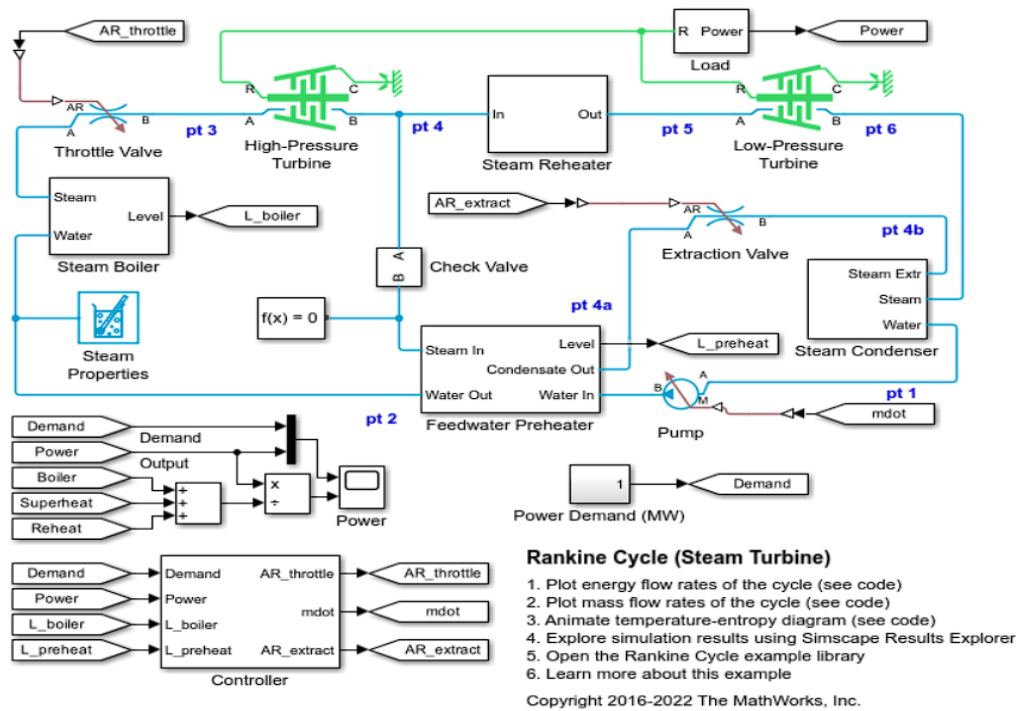 AR_throttle
R Power
Power
Load
AR
A
B
pt 3
Throttle Valve
R
C
A
B
High-Pressure
Turbine
pt 4
In
Out
Steam Reheater
pt 5
R
C
A
B
Low-Pressure
Turbine
pt 6
Steam
Level
Water
L_boiler
Steam Boiler
AR_extract
AR
A
B
Extraction Valve
pt 4b
A
B
Check Valve
Steam Extr
Steam
Water
Steam Condenser
Steam
Properties
f(x) = 0
pt 4a
Steam In
Level
Condensate Out
Water Out
Water In
Feedwater Preheater
L_preheat
pt 2
B
A
M
Pump
pt 1
mdot
Demand
Power
Boiler
Superheat
Reheat
Demand
Output
+
+
+
x
÷
Power
1
Demand
Power Demand (MW)
Demand
Power
L_boiler
L_preheat
Demand
Power
L_boiler
L_preheat
AR_throttle
mdot
AR_extract
Controller
AR_throttle
mdot
AR_extract
Rankine Cycle (Steam Turbine)
1. Plot energy flow rates of the cycle (see code)
2. Plot mass flow rates of the cycle (see code)
3. Animate temperature-entropy diagram (see code)
4. Explore simulation results using Simscape Results Explorer
5. Open the Rankine Cycle example library
6. Learn more about this example
Copyright 2016-2022 The MathWorks, Inc.